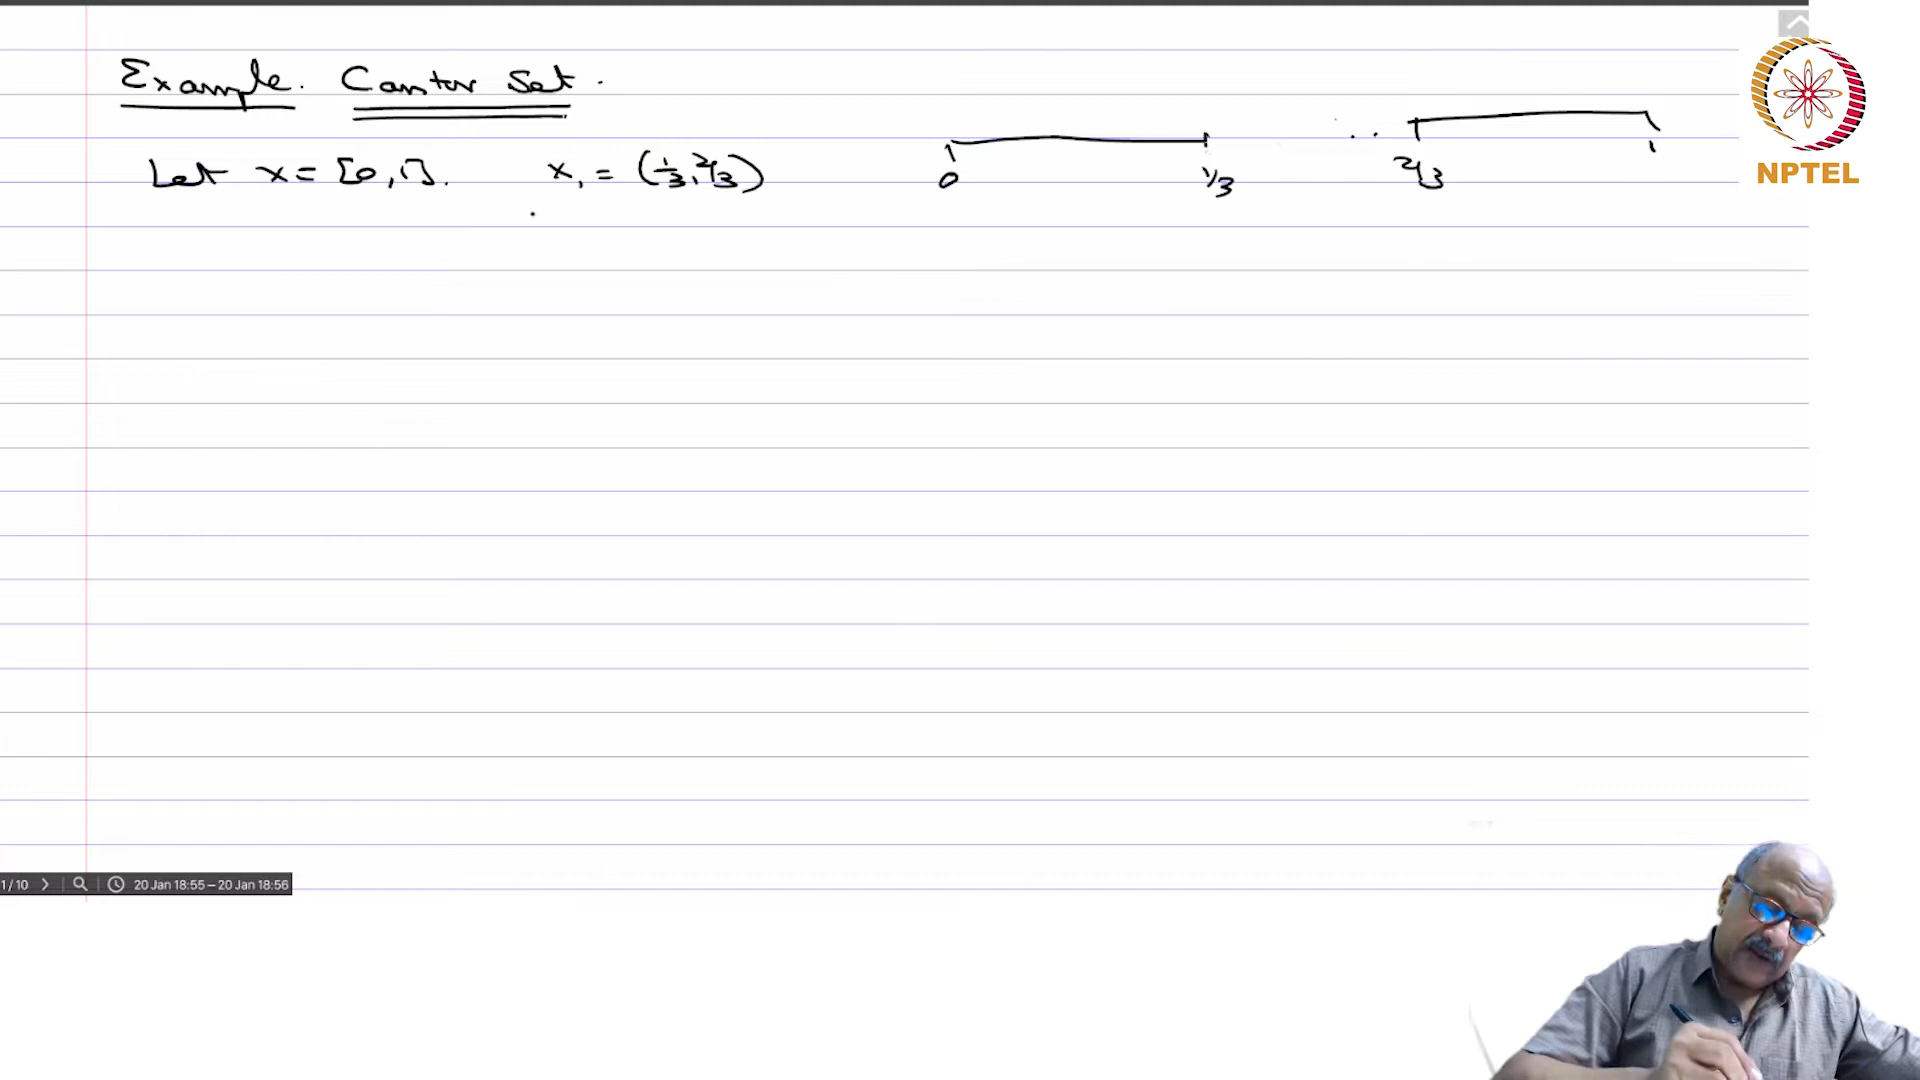 Example. Cantor Set.
Let X = [0,1]. X₁ = (1/3, 2/3)
0 1/3 2/3 1
NPTEL
1/10 20 Jan 18:55 – 20 Jan 18:56